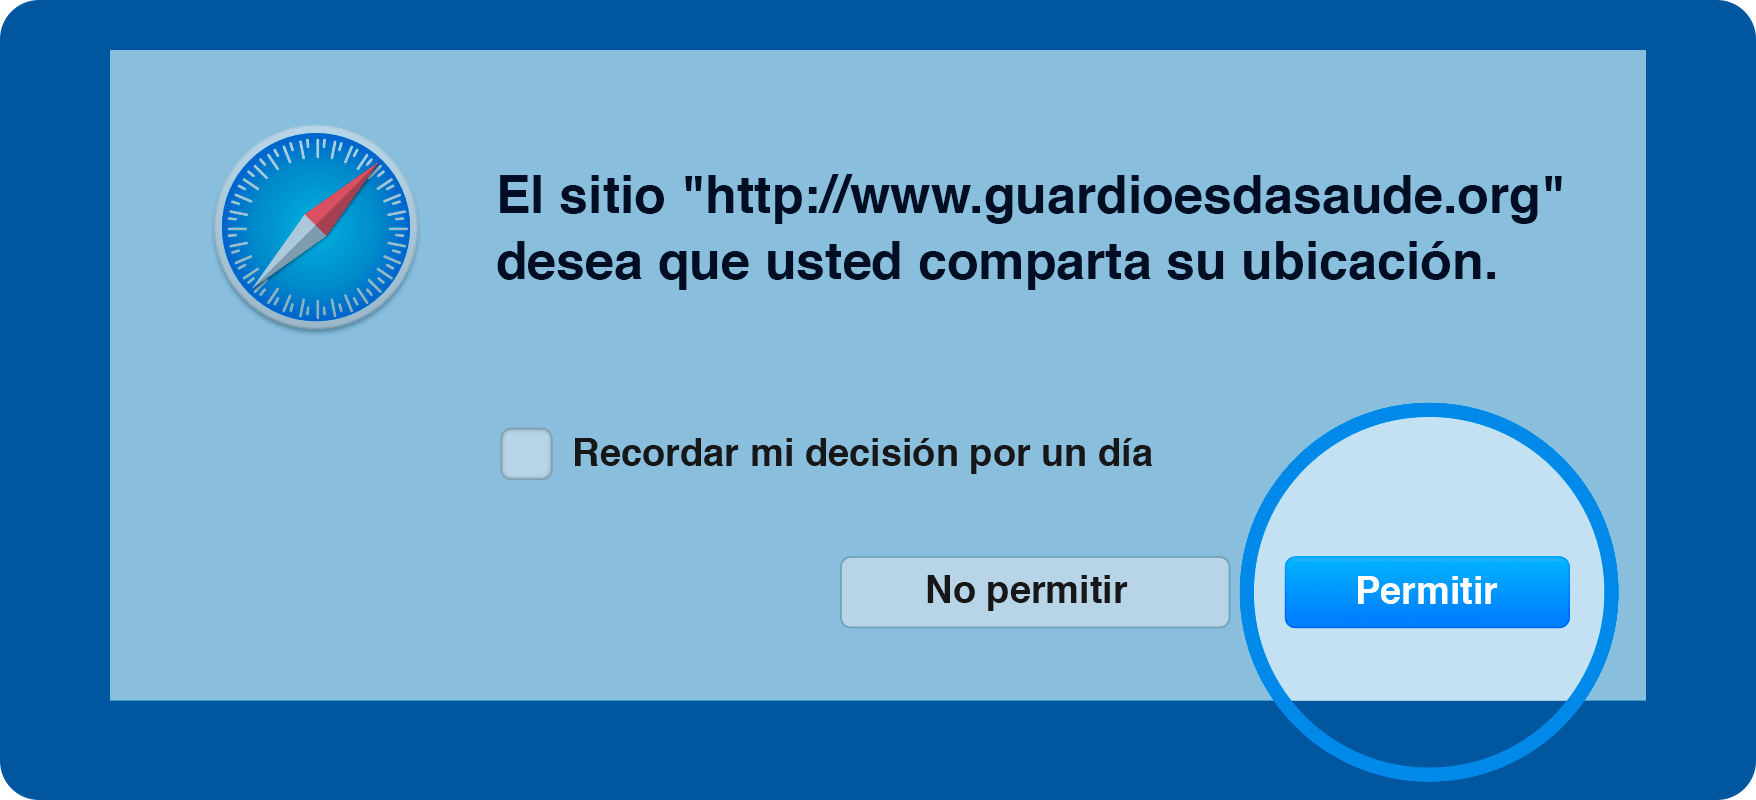 El sitio "http://www.guardioesdasaude.org"
desea que usted comparta su ubicación.
Recordar mi decisión por un día
No permitir
Permitir